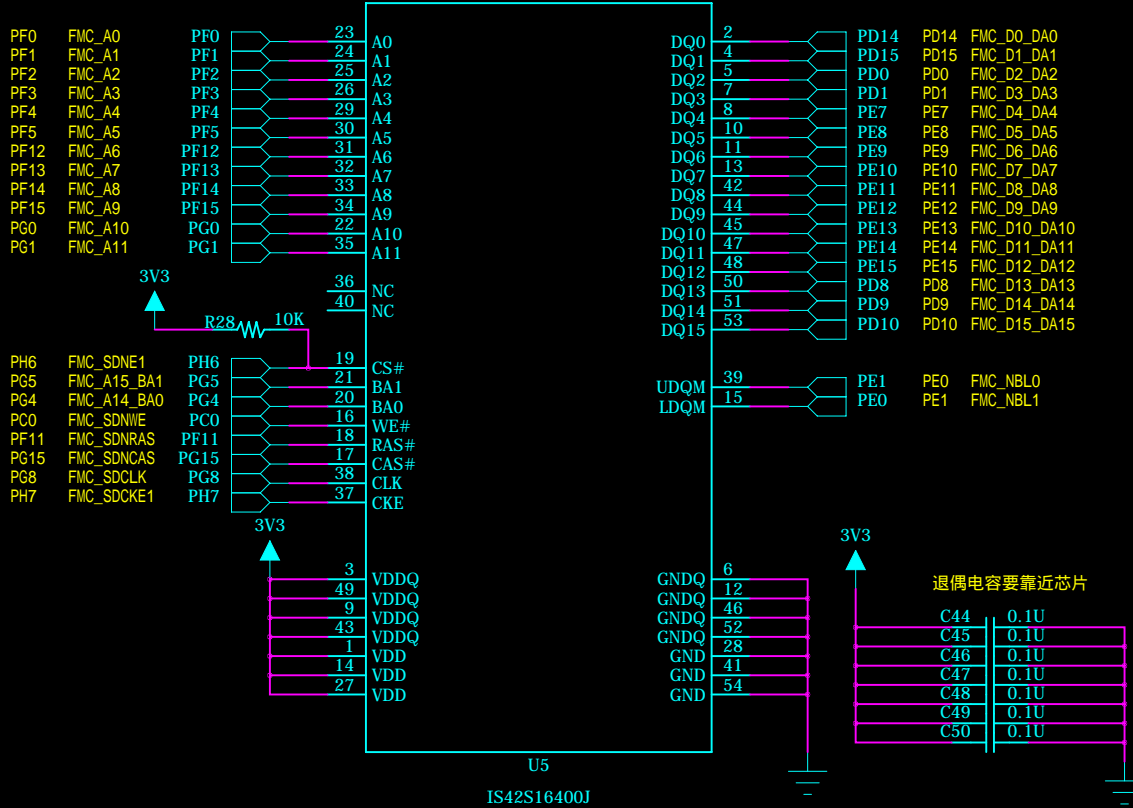 PF0 FMC_A0 PF0 23 A0 DQ0 2 PD14 PD14 FMC_D0_DA0
PF1 FMC_A1 PF1 24 A1 DQ1 4 PD15 PD15 FMC_D1_DA1
PF2 FMC_A2 PF2 25 A2 DQ2 5 PD0 PD0 FMC_D2_DA2
PF3 FMC_A3 PF3 26 A3 DQ3 7 PD1 PD1 FMC_D3_DA3
PF4 FMC_A4 PF4 29 A4 DQ4 8 PE7 PE7 FMC_D4_DA4
PF5 FMC_A5 PF5 30 A5 DQ5 10 PE8 PE8 FMC_D5_DA5
PF12 FMC_A6 PF12 31 A6 DQ6 11 PE9 PE9 FMC_D6_DA6
PF13 FMC_A7 PF13 32 A7 DQ7 13 PE10 PE10 FMC_D7_DA7
PF14 FMC_A8 PF14 33 A8 DQ8 42 PE11 PE11 FMC_D8_DA8
PF15 FMC_A9 PF15 34 A9 DQ9 44 PE12 PE12 FMC_D9_DA9
PG0 FMC_A10 PG0 22 A10 DQ10 45 PE13 PE13 FMC_D10_DA10
PG1 FMC_A11 PG1 35 A11 DQ11 47 PE14 PE14 FMC_D11_DA11
DQ12 48 PE15 PE15 FMC_D12_DA12
3V3 36 NC DQ13 50 PD8 PD8 FMC_D13_DA13
40 NC DQ14 51 PD9 PD9 FMC_D14_DA14
R28 10K DQ15 53 PD10 PD10 FMC_D15_DA15
PH6 FMC_SDNE1 PH6 19 CS#
PG5 FMC_A15_BA1 PG5 21 BA1 UDQM 39 PE1 PE0 FMC_NBL0
PG4 FMC_A14_BA0 PG4 20 BA0 LDQM 15 PE0 PE1 FMC_NBL1
PC0 FMC_SDNWE PC0 16 WE#
PF11 FMC_SDNRAS PF11 18 RAS#
PG15 FMC_SDNCAS PG15 17 CAS#
PG8 FMC_SDCLK PG8 38 CLK
PH7 FMC_SDCKE1 PH7 37 CKE
3V3
3V3
3 VDDQ GNDQ 6
退偶电容要靠近芯片
49 VDDQ GNDQ 12
9 VDDQ GNDQ 46
C44 0.1U
43 VDDQ GNDQ 52
C45 0.1U
1 VDD GND 28
C46 0.1U
14 VDD GND 41
C47 0.1U
27 VDD GND 54
C48 0.1U
C49 0.1U
C50 0.1U
U5
IS42S16400J